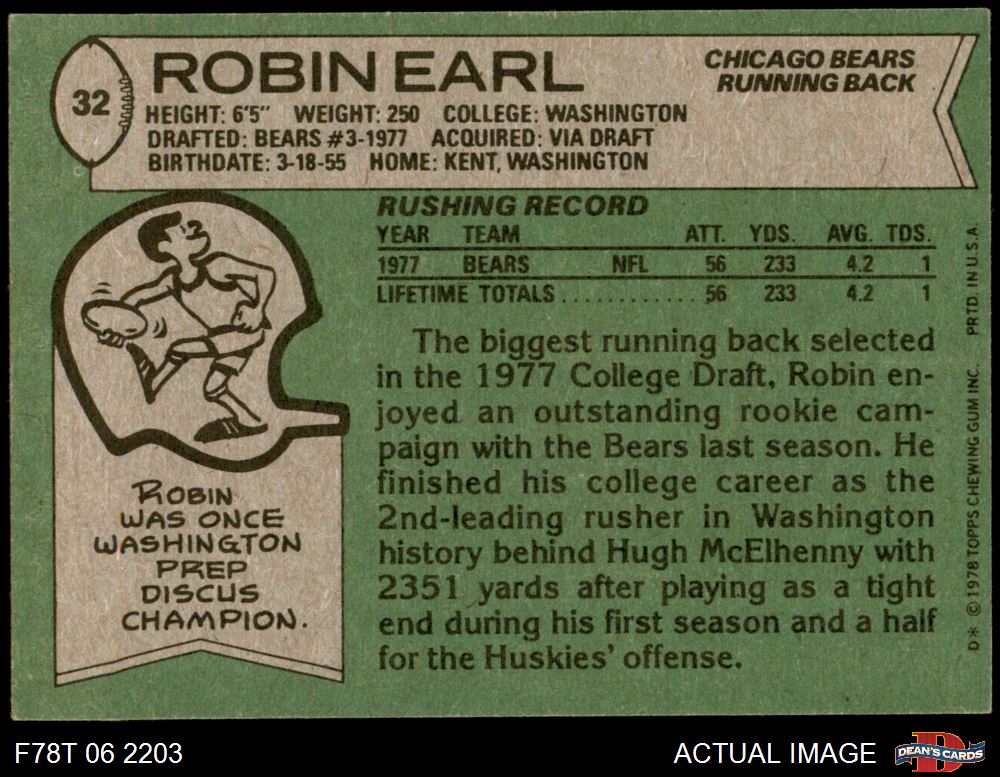 32
ROBIN EARL
CHICAGO BEARS
RUNNING BACK
HEIGHT: 6'5" WEIGHT: 250 COLLEGE: WASHINGTON
DRAFTED: BEARS #3-1977 ACQUIRED: VIA DRAFT
BIRTHDATE: 3-18-55 HOME: KENT, WASHINGTON
RUSHING RECORD
YEAR TEAM ATT. YDS. AVG. TDS.
1977 BEARS NFL 56 233 4.2 1
LIFETIME TOTALS............. 56 233 4.2 1
The biggest running back selected
in the 1977 College Draft, Robin en-
joyed an outstanding rookie cam-
paign with the Bears last season. He
finished his college career as the
2nd-leading rusher in Washington
history behind Hugh McElhenny with
2351 yards after playing as a tight
end during his first season and a half
for the Huskies' offense.
ROBIN
WAS ONCE
WASHINGTON
PREP
DISCUS
CHAMPION.
D* © 1978 TOPPS CHEWING GUM INC. PRTD. IN U.S.A.
F78T 06 2203
ACTUAL IMAGE
D
DEAN'S CARDS